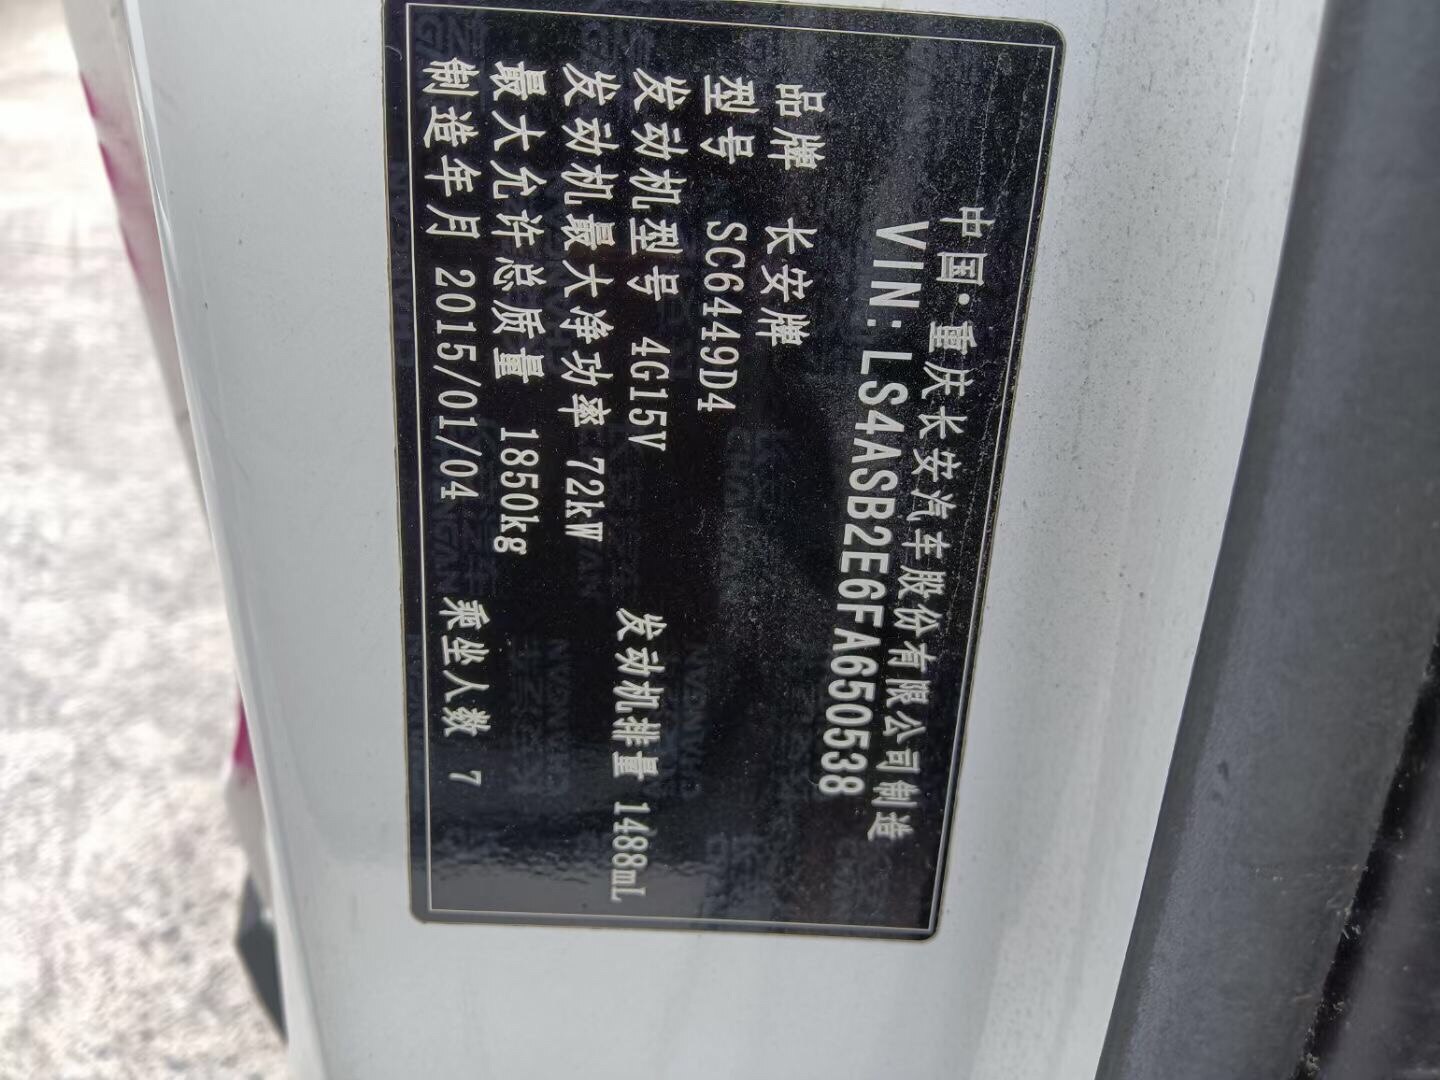 中国·重庆长安汽车股份有限公司制造
VIN: LS4ASB2E6FA650538
品牌 长安牌
型号 SC6449D4
发动机型号 4G15V 发动机排量 1488mL
发动机最大净功率 72kW
最大允许总质量 1850kg
制造年月 2015/01/04 乘坐人数 7